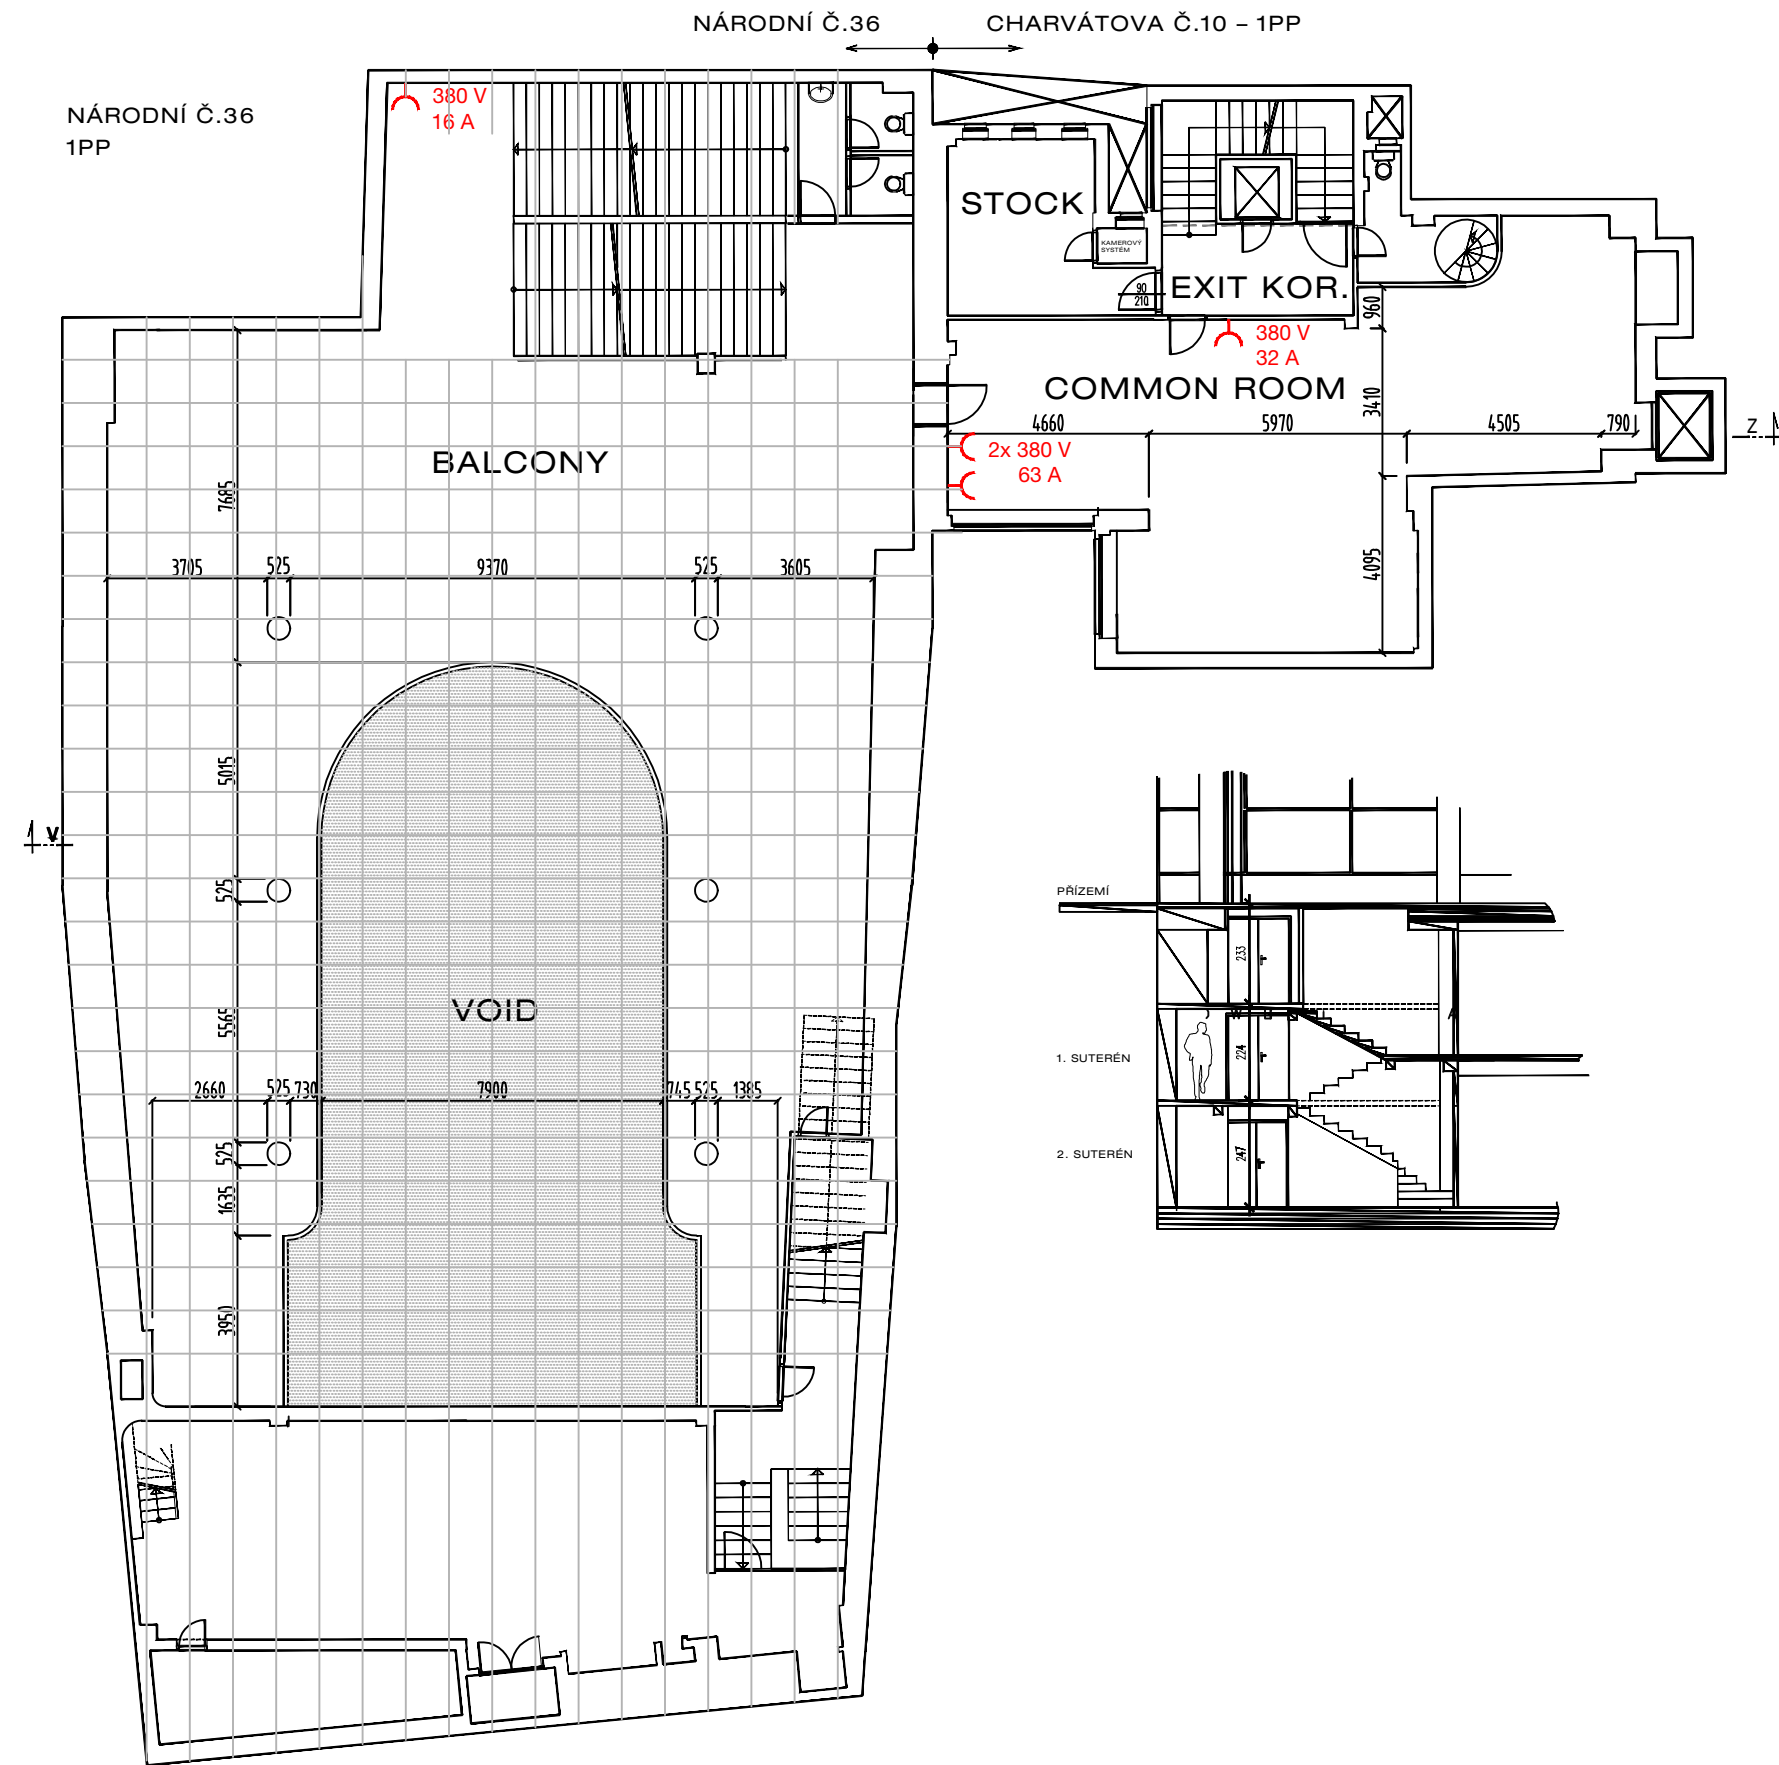 NÁRODNÍ Č.36
CHARVÁTOVA Č.10 – 1PP
NÁRODNÍ Č.36
1PP
380 V
16 A
STOCK
KAMEROVÝ
SYSTÉM
EXIT KOR.
90
210
960
380 V
32 A
COMMON ROOM
3410
4660
5970
4505
790
Z
2x 380 V
63 A
BALCONY
7685
4095
3705
525
9370
525
3605
5015
V
525
PŘÍZEMÍ
233
VOID
5565
1. SUTERÉN
224
2660
525
730
7900
745
525
1385
525
2. SUTERÉN
247
1635
3950